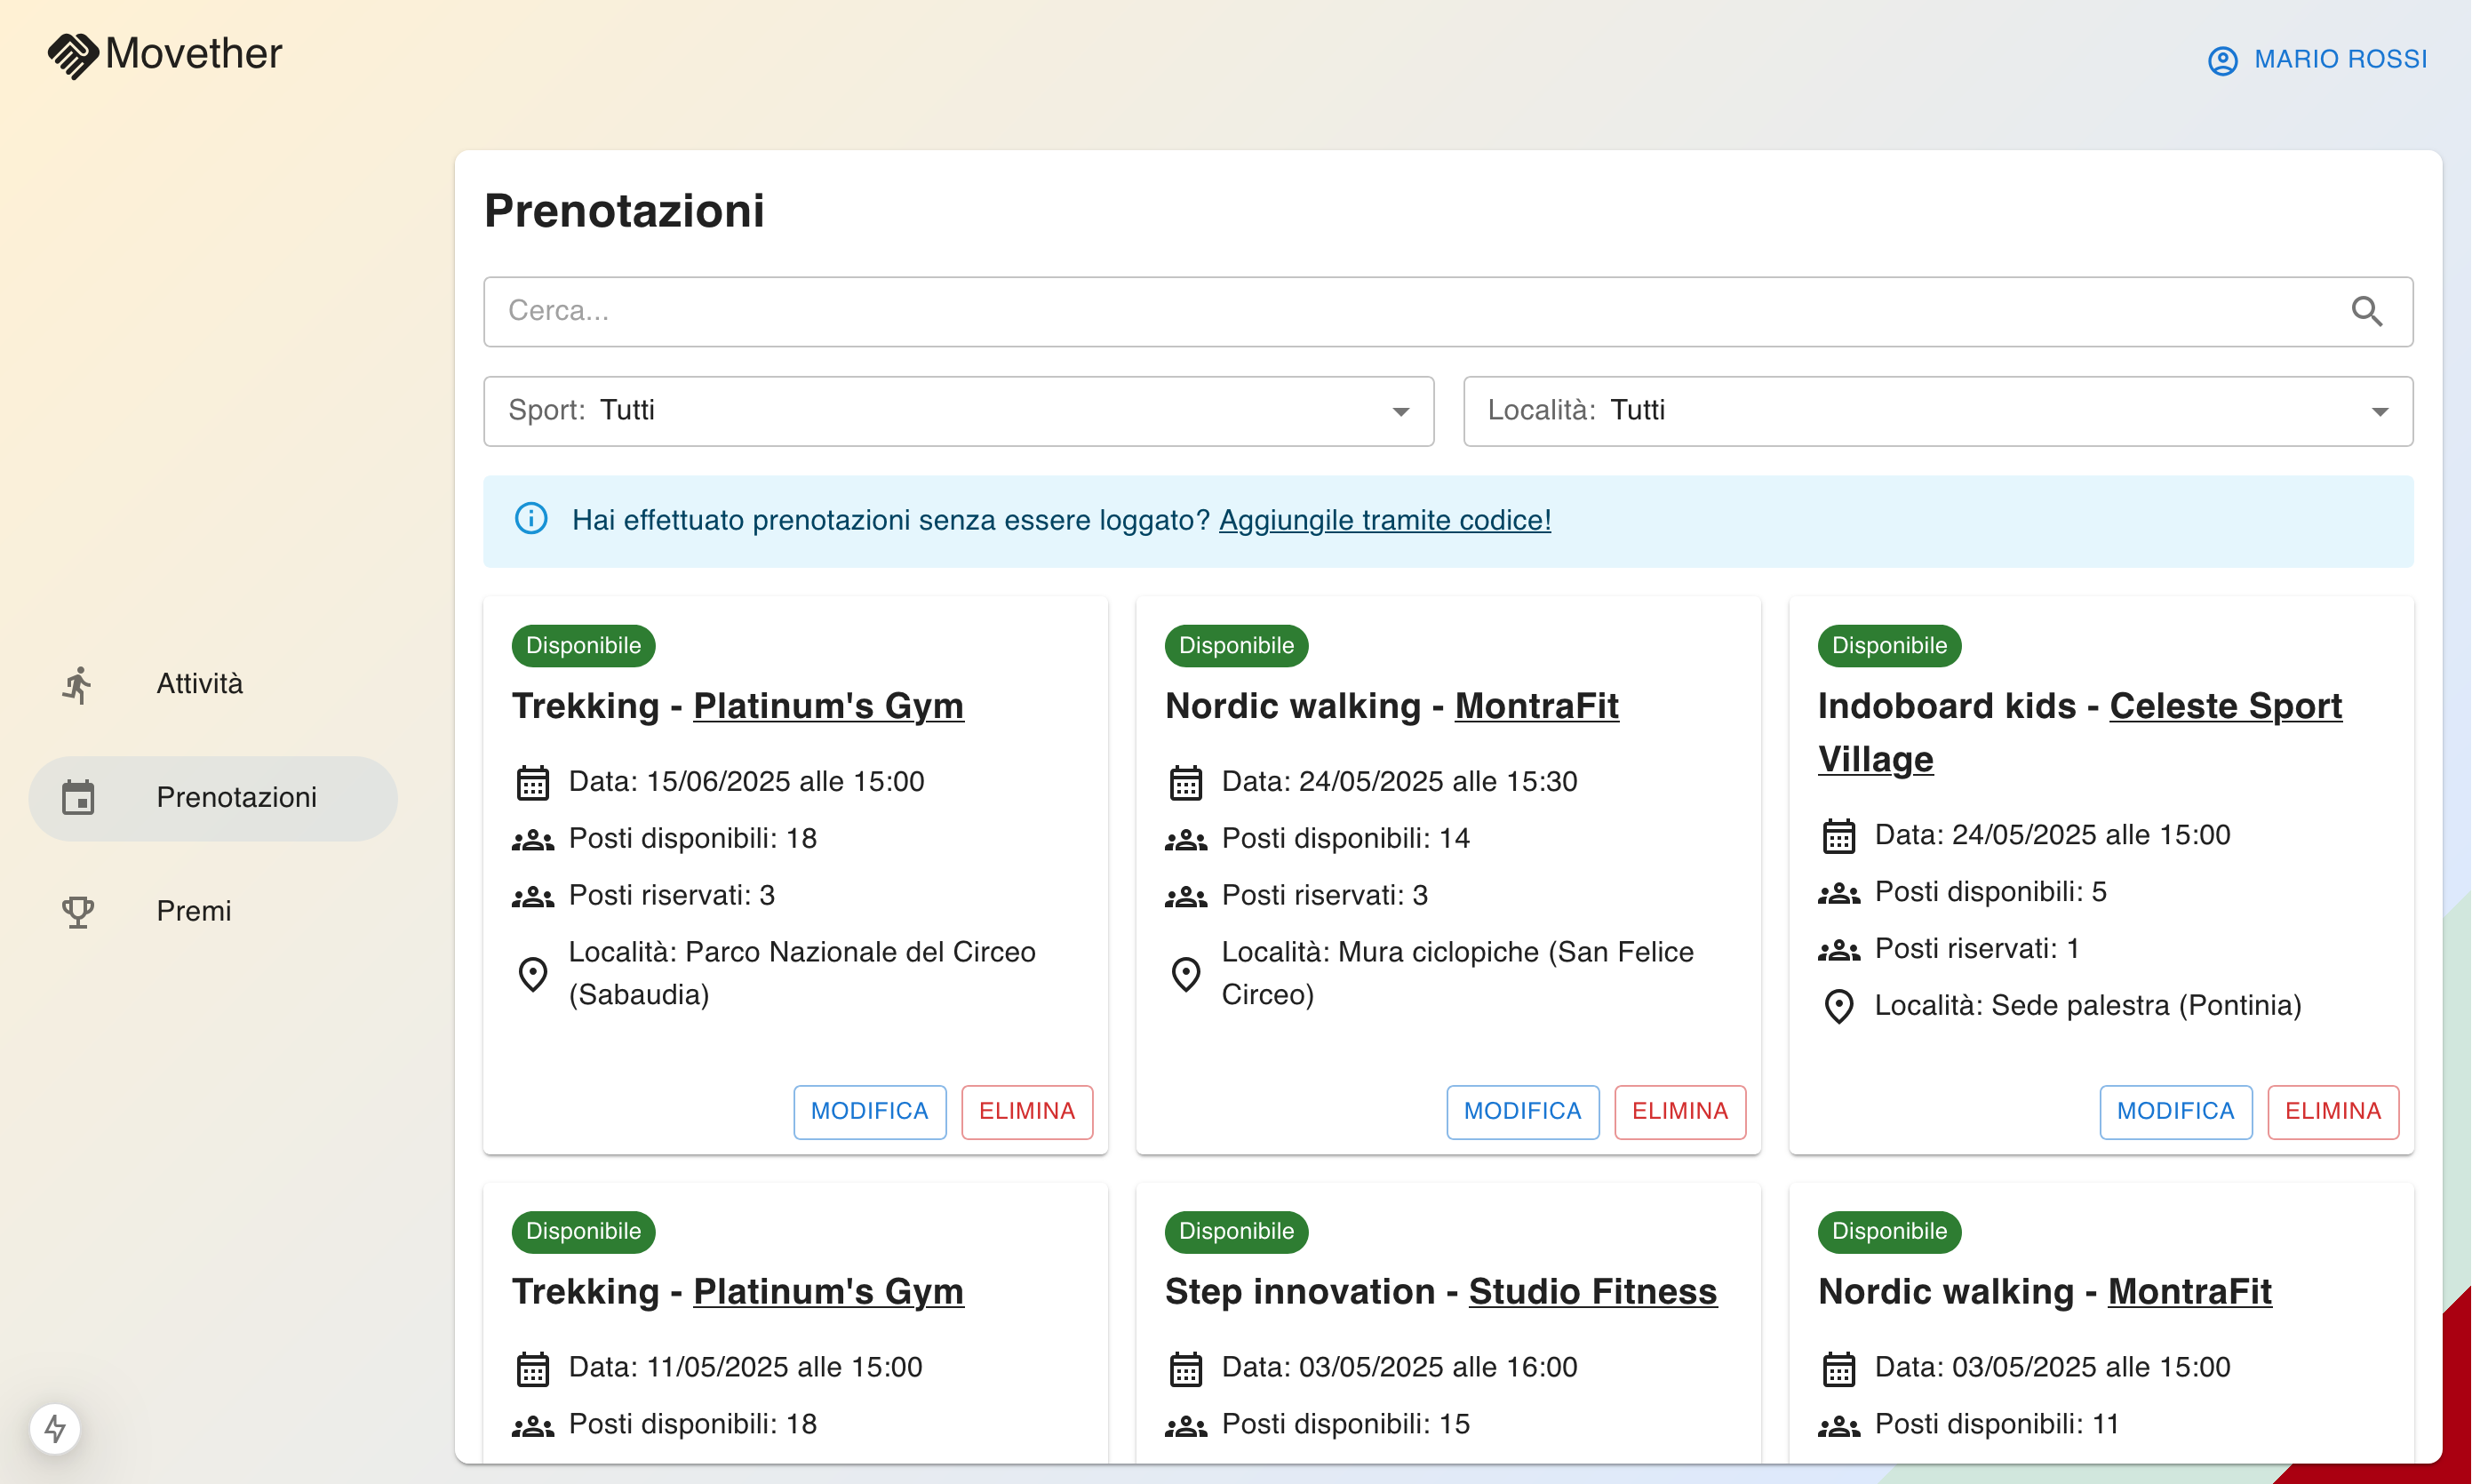 Movether
MARIO ROSSI
Prenotazioni
Cerca...
Sport: Tutti
Località: Tutti
Hai effettuato prenotazioni senza essere loggato? Aggiungile tramite codice!
Attività
Prenotazioni
Premi
Disponibile
Trekking - Platinum's Gym
Data: 15/06/2025 alle 15:00
Posti disponibili: 18
Posti riservati: 3
Località: Parco Nazionale del Circeo
(Sabaudia)
MODIFICA
ELIMINA
Disponibile
Nordic walking - MontraFit
Data: 24/05/2025 alle 15:30
Posti disponibili: 14
Posti riservati: 3
Località: Mura ciclopiche (San Felice
Circeo)
MODIFICA
ELIMINA
Disponibile
Indoboard kids - Celeste Sport
Village
Data: 24/05/2025 alle 15:00
Posti disponibili: 5
Posti riservati: 1
Località: Sede palestra (Pontinia)
MODIFICA
ELIMINA
Disponibile
Trekking - Platinum's Gym
Data: 11/05/2025 alle 15:00
Posti disponibili: 18
Disponibile
Step innovation - Studio Fitness
Data: 03/05/2025 alle 16:00
Posti disponibili: 15
Disponibile
Nordic walking - MontraFit
Data: 03/05/2025 alle 15:00
Posti disponibili: 11